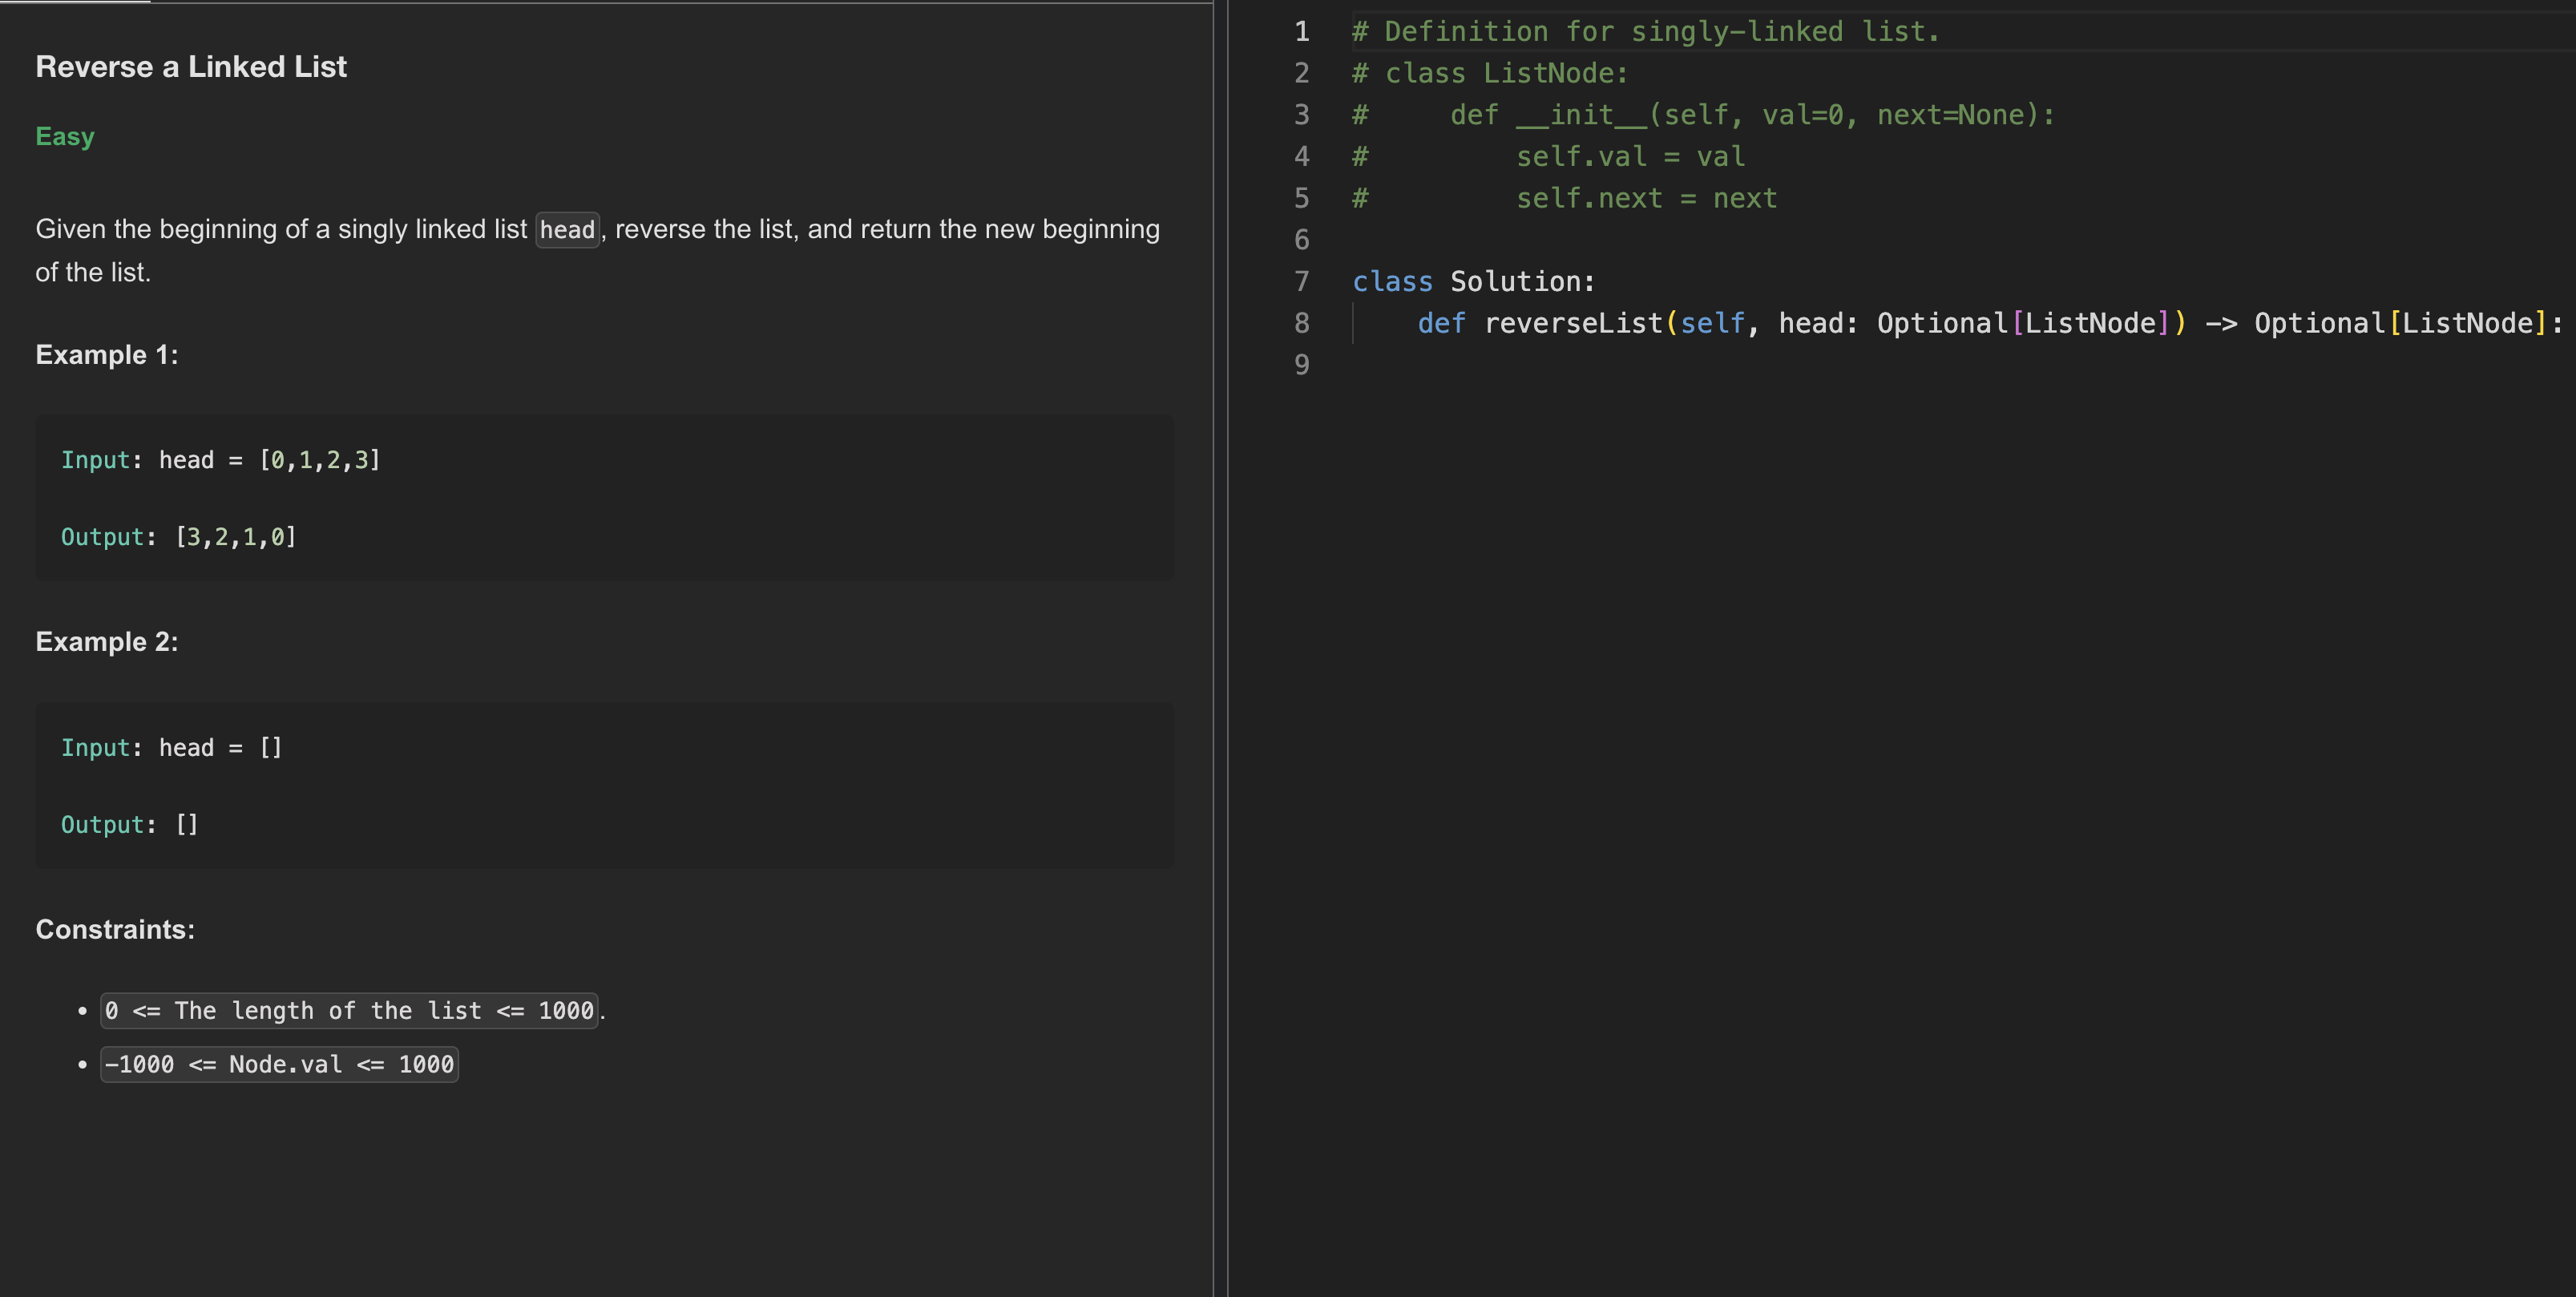 Reverse a Linked List
Easy
Given the beginning of a singly linked list head, reverse the list, and return the new beginning
of the list.
Example 1:
Input: head = [0,1,2,3]
Output: [3,2,1,0]
Example 2:
Input: head = []
Output: []
Constraints:
• 0 <= The length of the list <= 1000.
• -1000 <= Node.val <= 1000
1 # Definition for singly-linked list.
2 # class ListNode:
3 #     def __init__(self, val=0, next=None):
4 #         self.val = val
5 #         self.next = next
6
7 class Solution:
8     def reverseList(self, head: Optional[ListNode]) -> Optional[ListNode]:
9